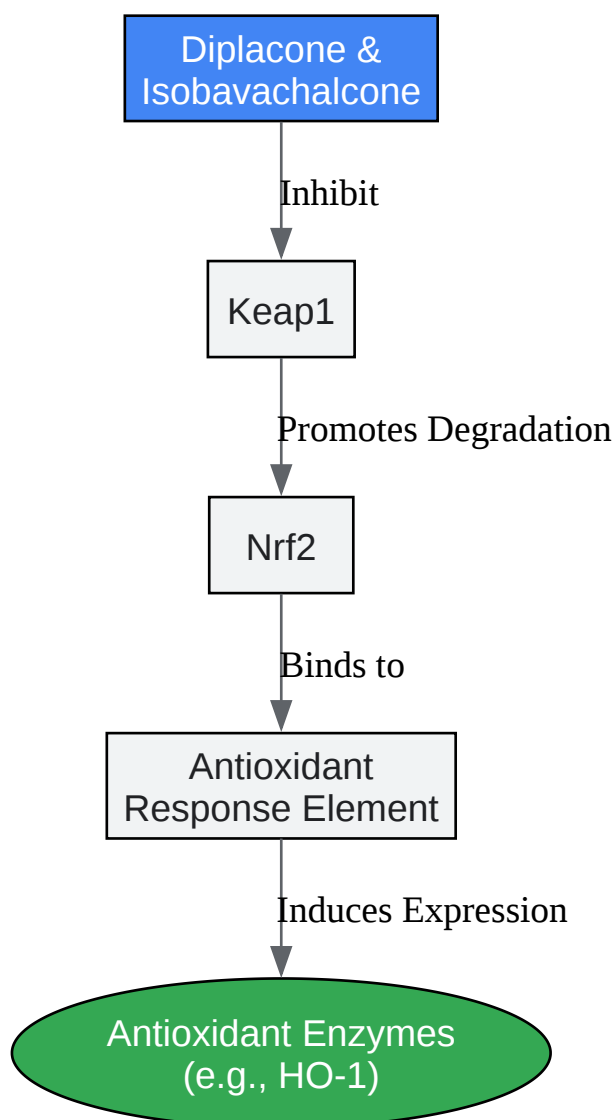 Diplacone &
Isobavachalcone
Inhibit
Keap1
Promotes Degradation
Nrf2
Binds to
Antioxidant
Response Element
Induces Expression
Antioxidant Enzymes
(e.g., HO-1)